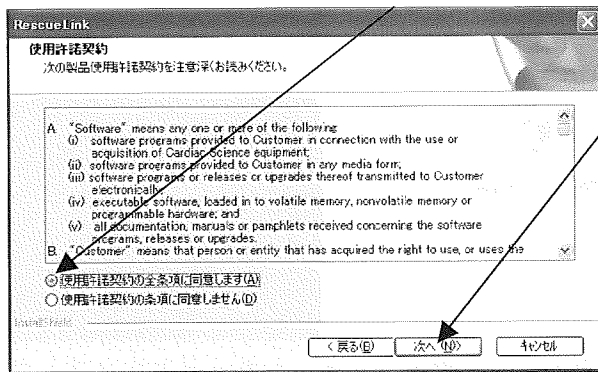 RescueLink
使用許諾契約
次の製品使用許諾契約を注意深くお読みください。
A. "Software" means any one or more of the following:
(i) software programs provided to Customer in connection with the use or
acquisition of Cardiac Science equipment;
(ii) software programs provided to Customer in any media form;
(iii) software programs or releases or upgrades thereof transmitted to Customer
electronically;
(iv) executable software, loaded in to volatile memory, nonvolatile memory or
programmable hardware; and
(v) all documentation, manuals or pamphlets received concerning the software
programs, releases or upgrades.
B. "Customer" means that person or entity that has acquired the right to use, or uses the
使用許諾契約の全条項に同意します(A)
使用許諾契約の条項に同意しません(D)
InstallShield
< 戻る(B)
次へ(N) >
キャンセル